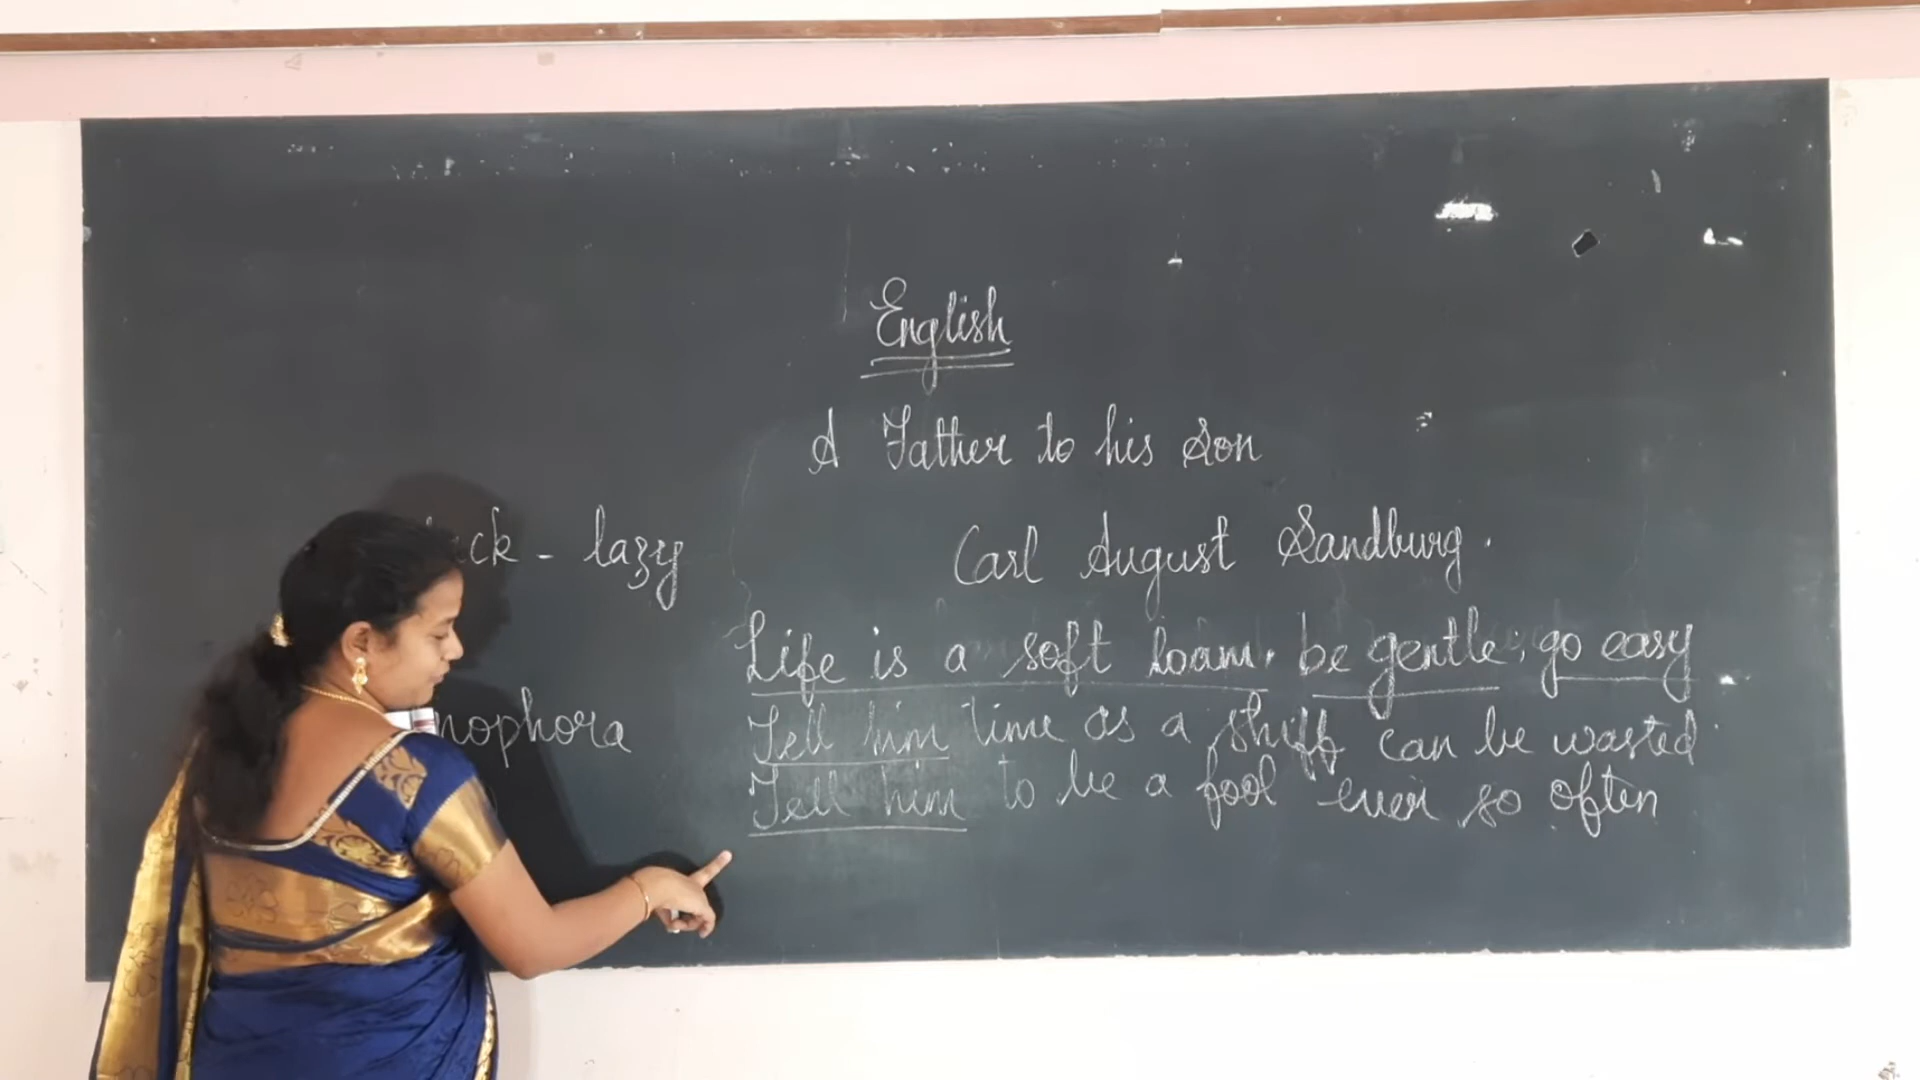 English
A Father to his Son
- lazy
Carl August Sandburg.
Life is a soft loam. be gentle; go easy
Tell him time as a stuff can be wasted
Tell him to be a fool ever so often